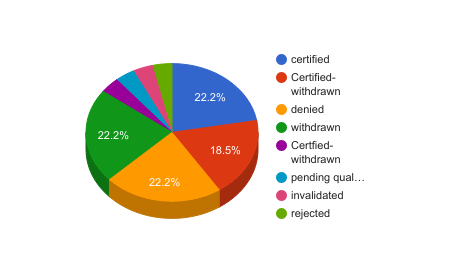 22.2%
18.5%
22.2%
22.2%
certified
Certified-
withdrawn
denied
withdrawn
Certfied-
withdrawn
pending qual…
invalidated
rejected